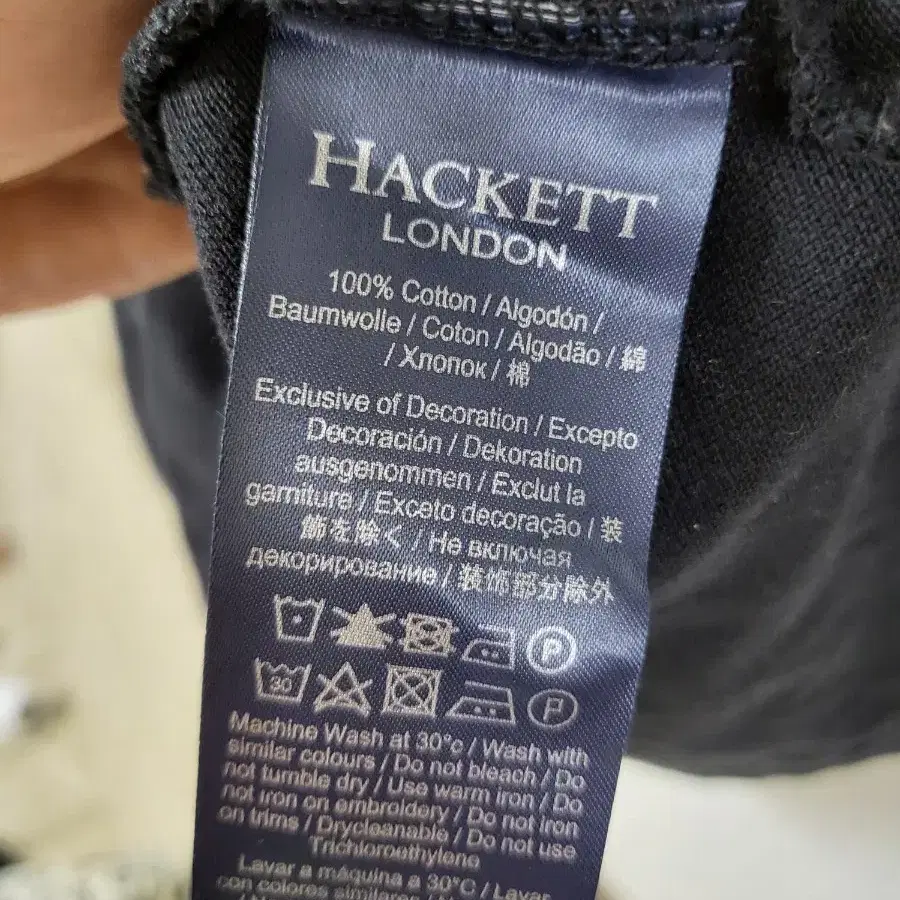 HACKETT
LONDON
100% Cotton / Algodón /
Baumwolle / Coton / Algodão / 綿
/ Хлопок / 棉
Exclusive of Decoration / Excepto
Decoración / Dekoration
ausgenommen / Exclut la
garniture / Exceto decoração / 装
飾を除く / Не включая
декорирование / 装饰部分除外
P
30 P
Machine Wash at 30°c / Wash with
similar colours / Do not bleach / Do
not tumble dry / Use warm iron / Do
not iron on embroidery / Do not iron
on trims / Drycleanable / Do not use
Trichloroethylene
Lavar a máquina a 30°C / Lavar
con colores similares /